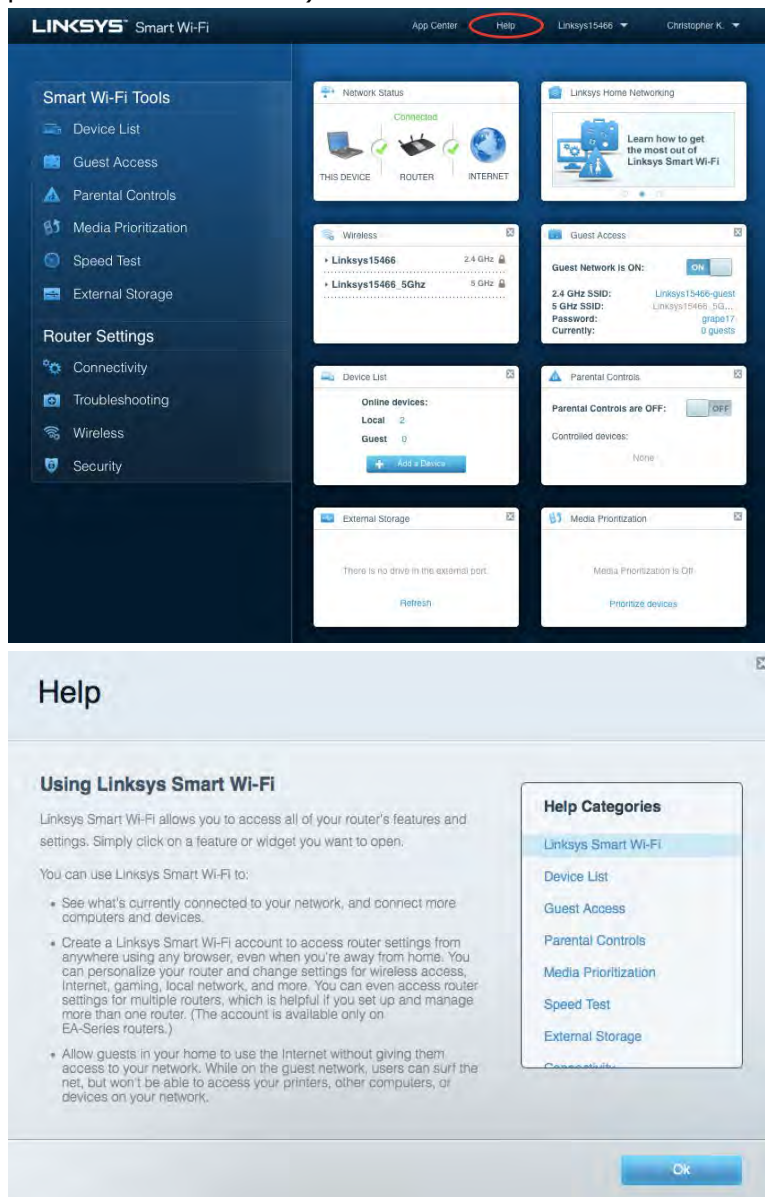 LINKSYS Smart Wi-Fi
App Center
Help
Linksys15466
Christopher K.
Smart Wi-Fi Tools
Device List
Guest Access
Parental Controls
Media Prioritization
Speed Test
External Storage
Router Settings
Connectivity
Troubleshooting
Wireless
Security
Network Status
Connected
THIS DEVICE
ROUTER
INTERNET
Linksys Home Networking
Learn how to get
the most out of
Linksys Smart Wi-Fi
Wireless
Linksys15466 2.4 GHz
Linksys15466_5Ghz 5 GHz
Guest Access
Guest Network is ON: ON
2.4 GHz SSID: Linksys15466-guest
5 GHz SSID: Linksys15466_5G...
Password: grape17
Currently: 0 guests
Device List
Online devices:
Local 2
Guest 0
Add a Device
Parental Controls
Parental Controls are OFF: OFF
Controlled devices:
None
External Storage
There is no drive in the external port.
Refresh
Media Prioritization
Media Prioritization is Off
Prioritize devices
Help
Using Linksys Smart Wi-Fi
Linksys Smart Wi-Fi allows you to access all of your router's features and
settings. Simply click on a feature or widget you want to open.
You can use Linksys Smart Wi-Fi to:
• See what's currently connected to your network, and connect more
computers and devices.
• Create a Linksys Smart Wi-Fi account to access router settings from
anywhere using any browser, even when you're away from home. You
can personalize your router and change settings for wireless access,
Internet, gaming, local network, and more. You can even access router
settings for multiple routers, which is helpful if you set up and manage
more than one router. (The account is available only on
EA-Series routers.)
• Allow guests in your home to use the Internet without giving them
access to your network. While on the guest network, users can surf the
net, but won't be able to access your printers, other computers, or
devices on your network.
Help Categories
Linksys Smart Wi-Fi
Device List
Guest Access
Parental Controls
Media Prioritization
Speed Test
External Storage
Ok